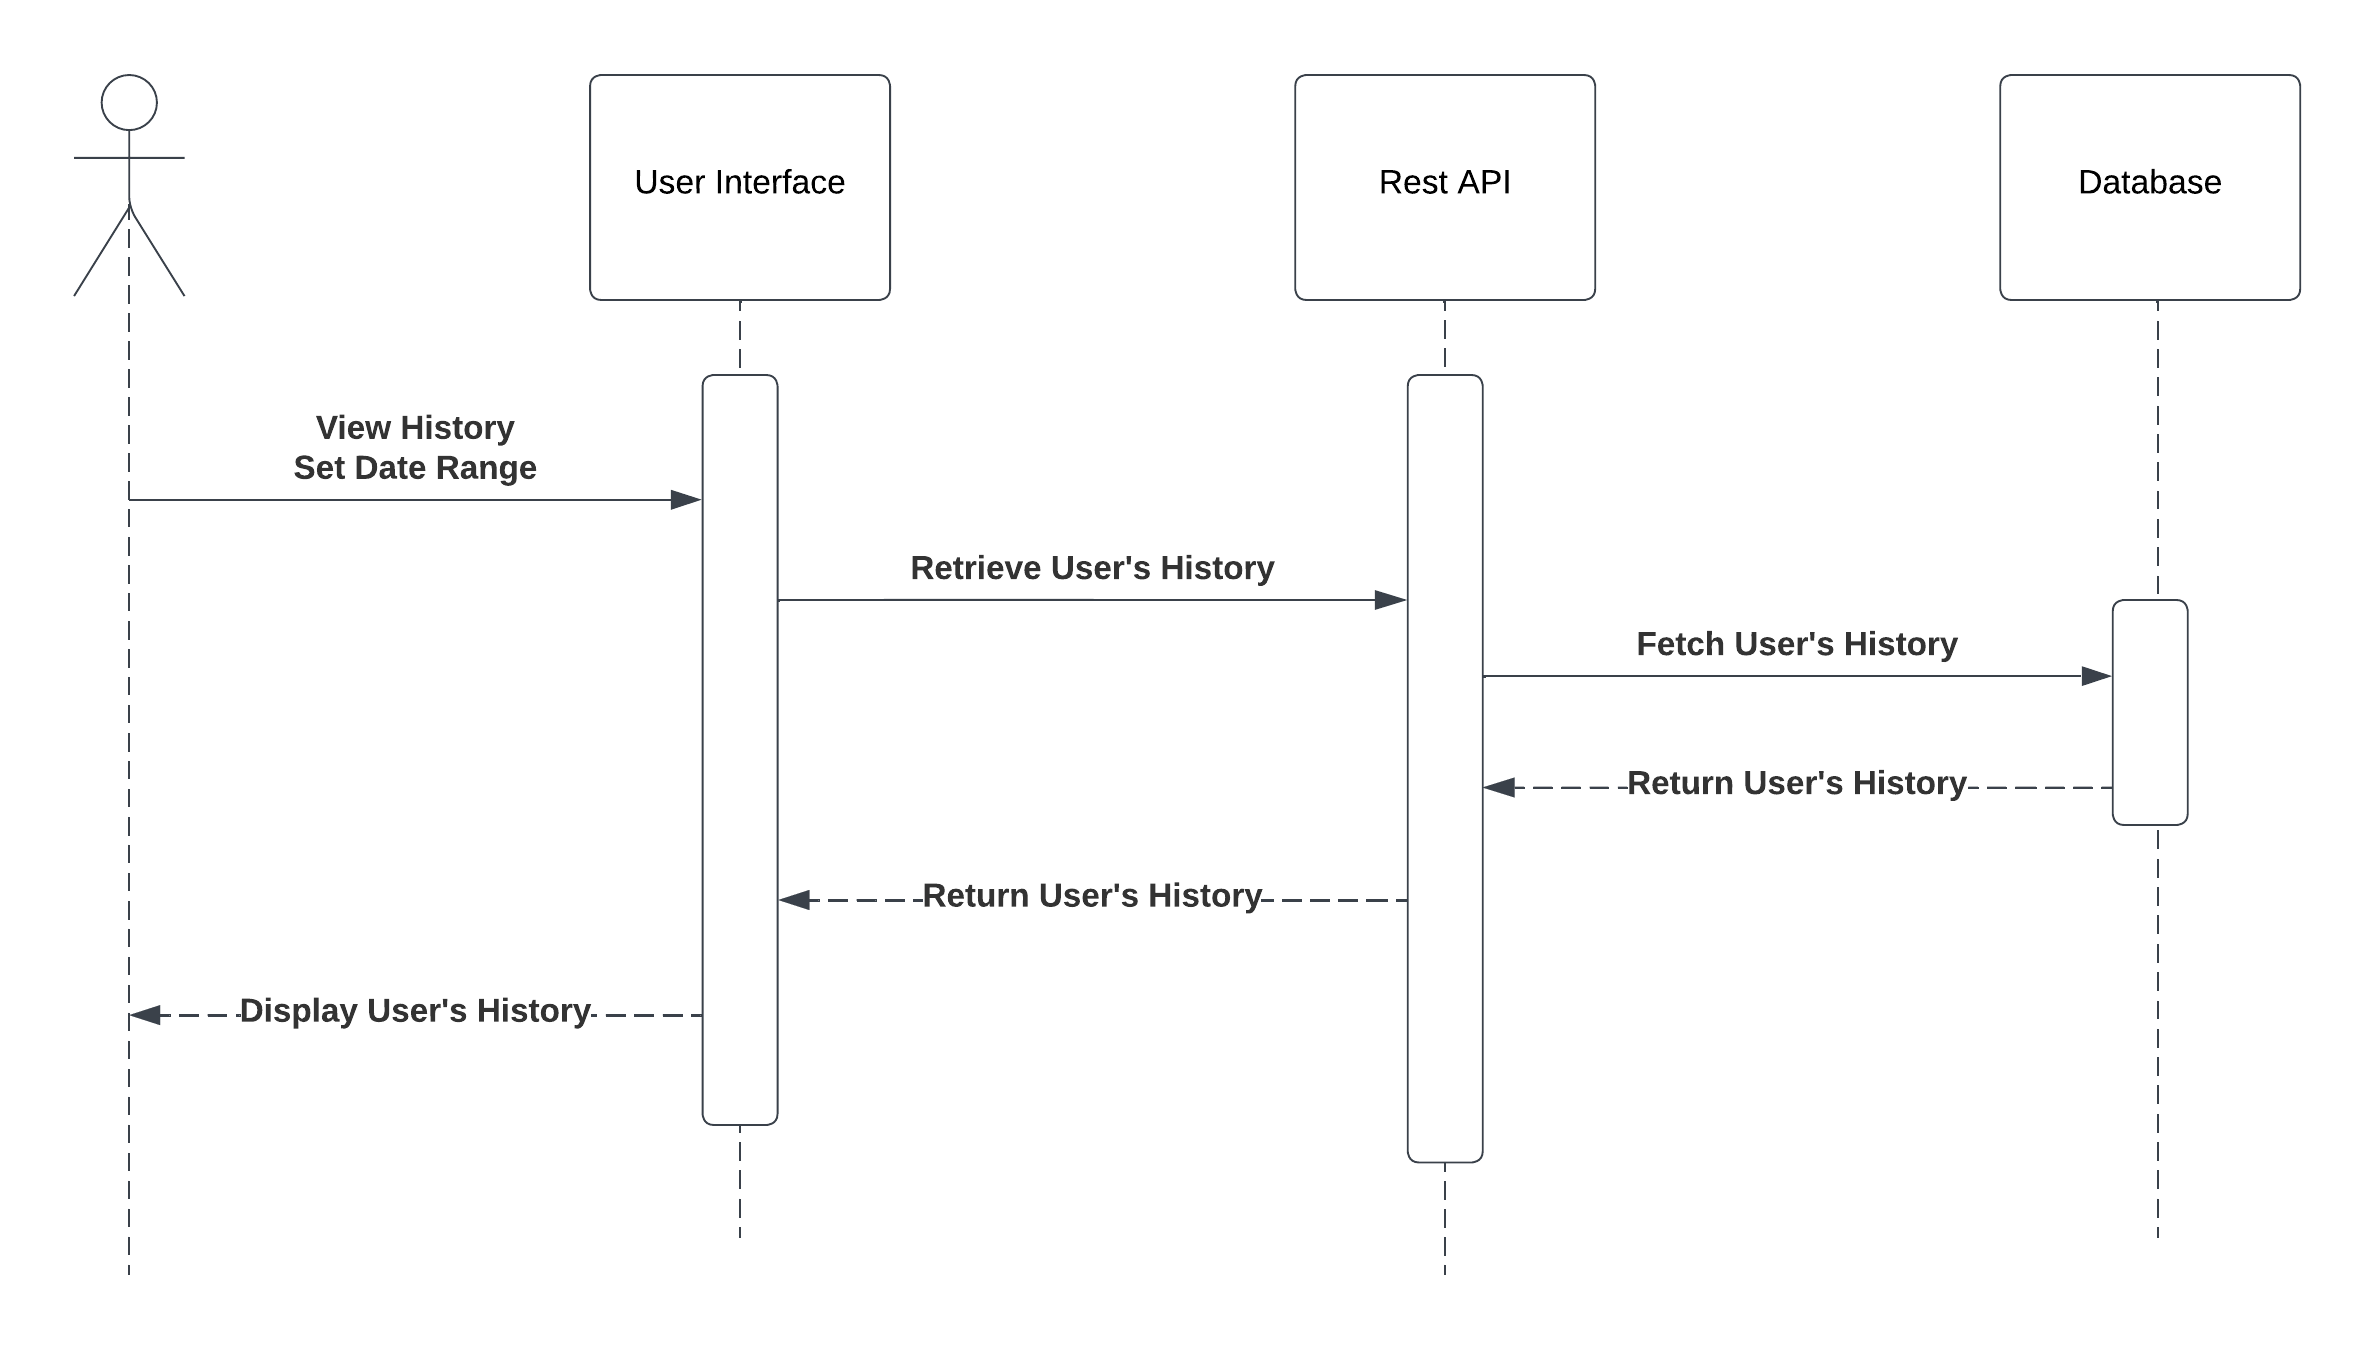 User Interface
Rest API
Database
View History
Set Date Range
Retrieve User's History
Fetch User's History
Return User's History
Return User's History
Display User's History